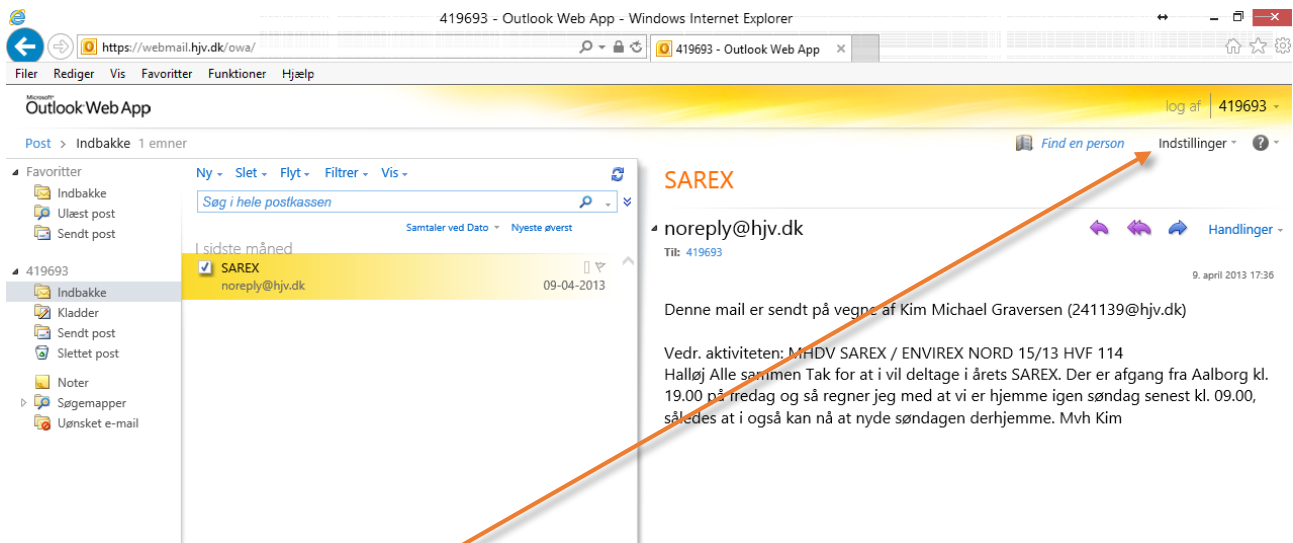 419693 - Outlook Web App - Windows Internet Explorer
https://webmail.hjv.dk/owa/
419693 - Outlook Web App
Filer Rediger Vis Favoritter Funktioner Hjælp
Microsoft
Outlook Web App
log af 419693
Post > Indbakke 1 emner
Find en person Indstillinger
Favoritter
Indbakke
Ulæst post
Sendt post
419693
Indbakke
Kladder
Sendt post
Slettet post
Noter
Søgemapper
Uønsket e-mail
Ny Slet Flyt Filtrer Vis
Søg i hele postkassen
Samtaler ved Dato Nyeste øverst
I sidste måned
SAREX
noreply@hjv.dk 09-04-2013
SAREX
noreply@hjv.dk
Handlinger
Til: 419693
9. april 2013 17:36
Denne mail er sendt på vegne af Kim Michael Graversen (241139@hjv.dk)
Vedr. aktiviteten: MHDV SAREX / ENVIREX NORD 15/13 HVF 114
Halløj Alle sammen Tak for at i vil deltage i årets SAREX. Der er afgang fra Aalborg kl.
19.00 på fredag og så regner jeg med at vi er hjemme igen søndag senest kl. 09.00,
således at i også kan nå at nyde søndagen derhjemme. Mvh Kim